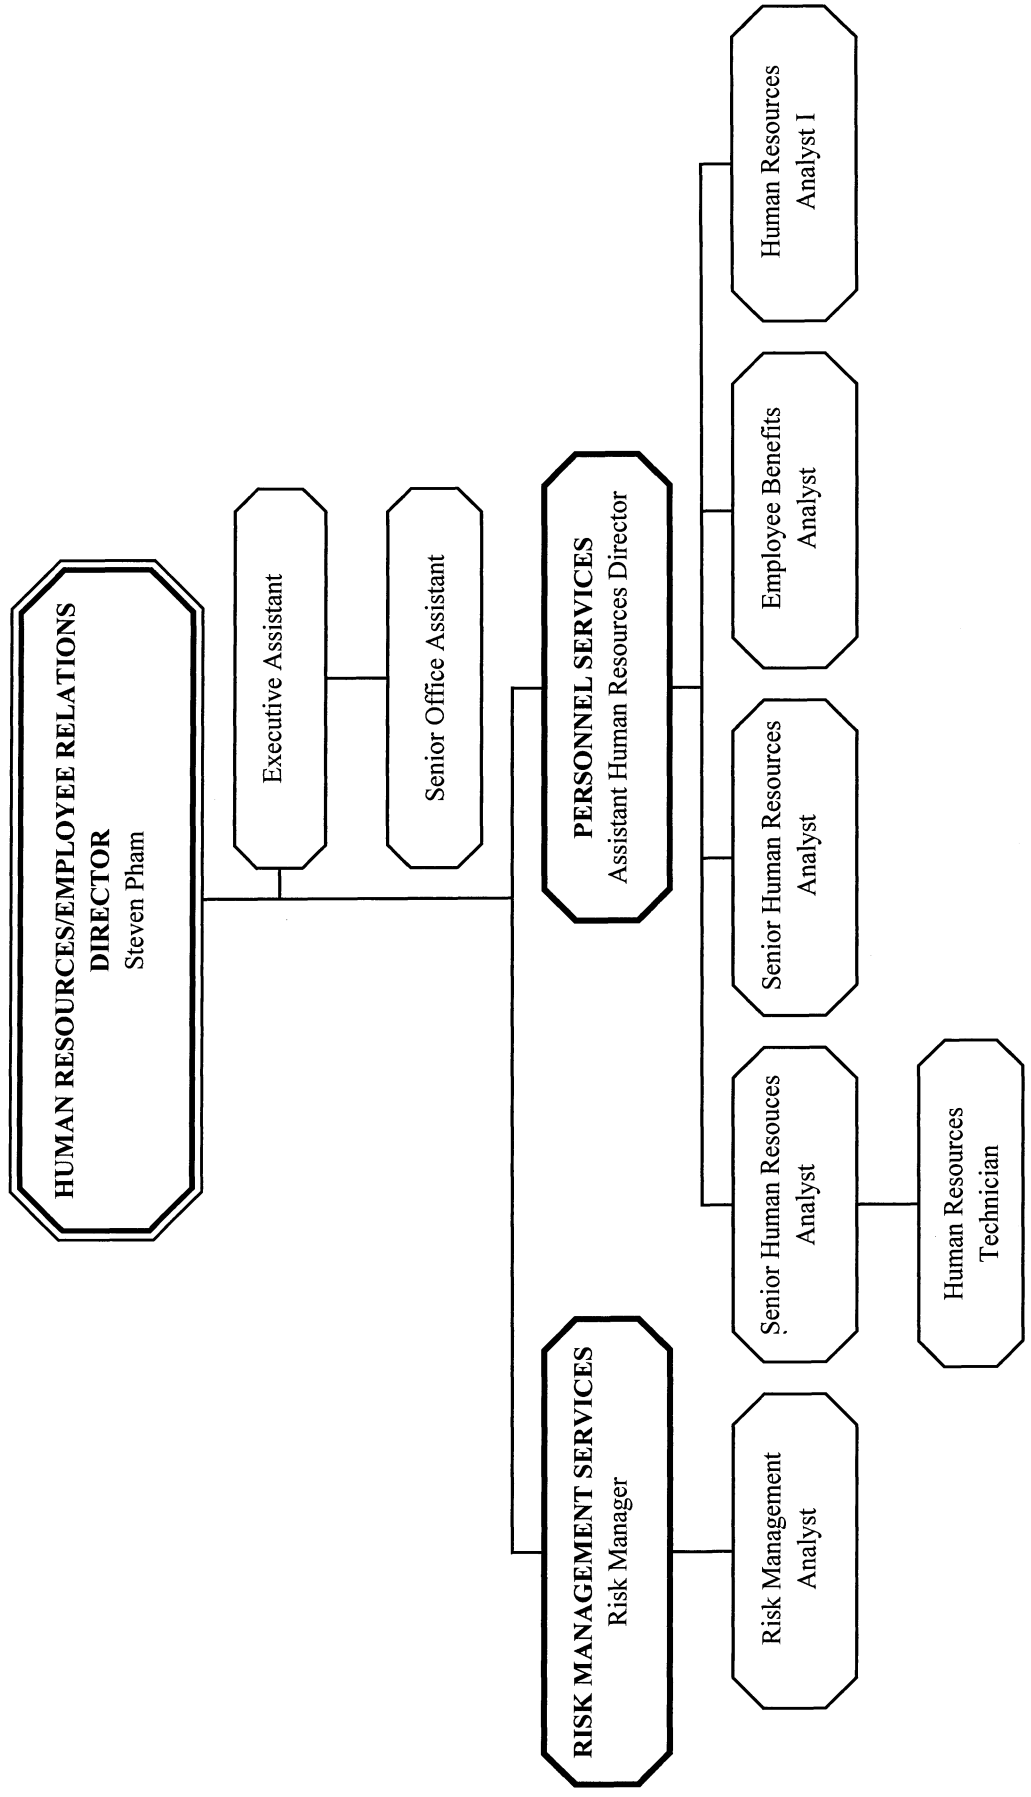 HUMAN RESOURCES/EMPLOYEE RELATIONS
DIRECTOR
Steven Pham
Executive Assistant
Senior Office Assistant
RISK MANAGEMENT SERVICES
Risk Manager
PERSONNEL SERVICES
Assistant Human Resources Director
Risk Management
Analyst
Senior Human Resouces
Analyst
Senior Human Resources
Analyst
Employee Benefits
Analyst
Human Resources
Analyst I
Human Resources
Technician